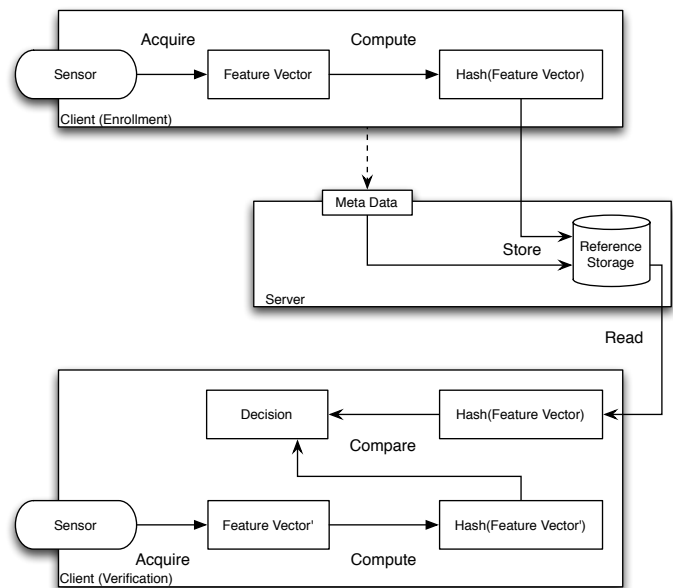 Acquire
Compute
Sensor
Feature Vector
Hash(Feature Vector)
Client (Enrollment)
Meta Data
Store
Reference
Storage
Server
Read
Decision
Hash(Feature Vector)
Compare
Sensor
Feature Vector'
Hash(Feature Vector')
Acquire
Compute
Client (Verification)